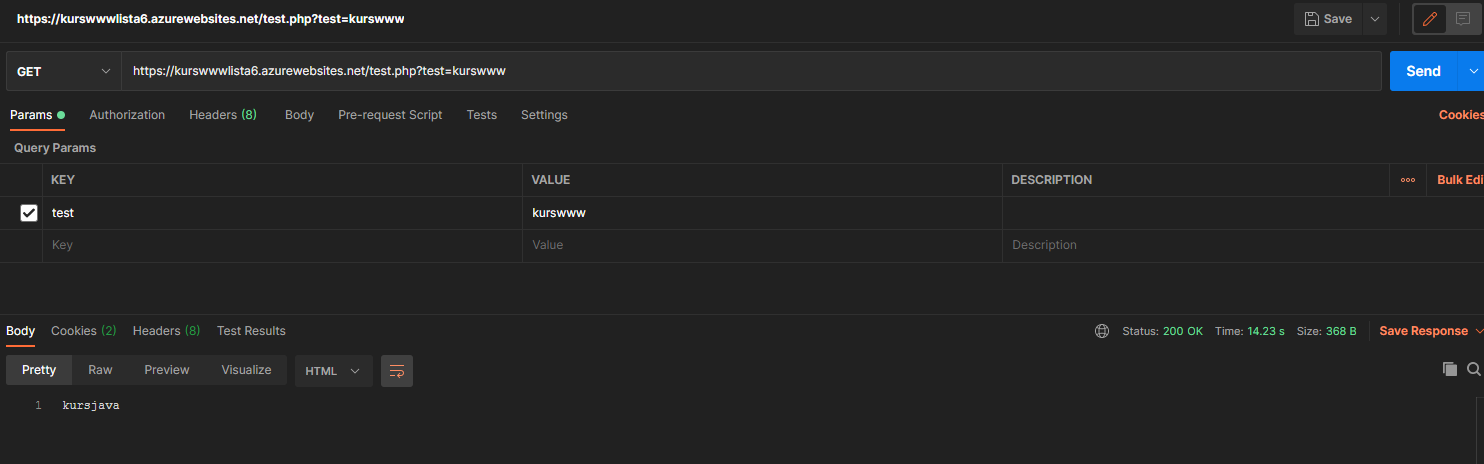 https://kurswwwlista6.azurewebsites.net/test.php?test=kurswww Save
GET https://kurswwwlista6.azurewebsites.net/test.php?test=kurswww Send
Params Authorization Headers (8) Body Pre-request Script Tests Settings Cookies
Query Params
KEY VALUE DESCRIPTION Bulk Edi
test kurswww
Key Value Description
Body Cookies (2) Headers (8) Test Results Status: 200 OK Time: 14.23 s Size: 368 B Save Response
Pretty Raw Preview Visualize HTML
1 kursjava